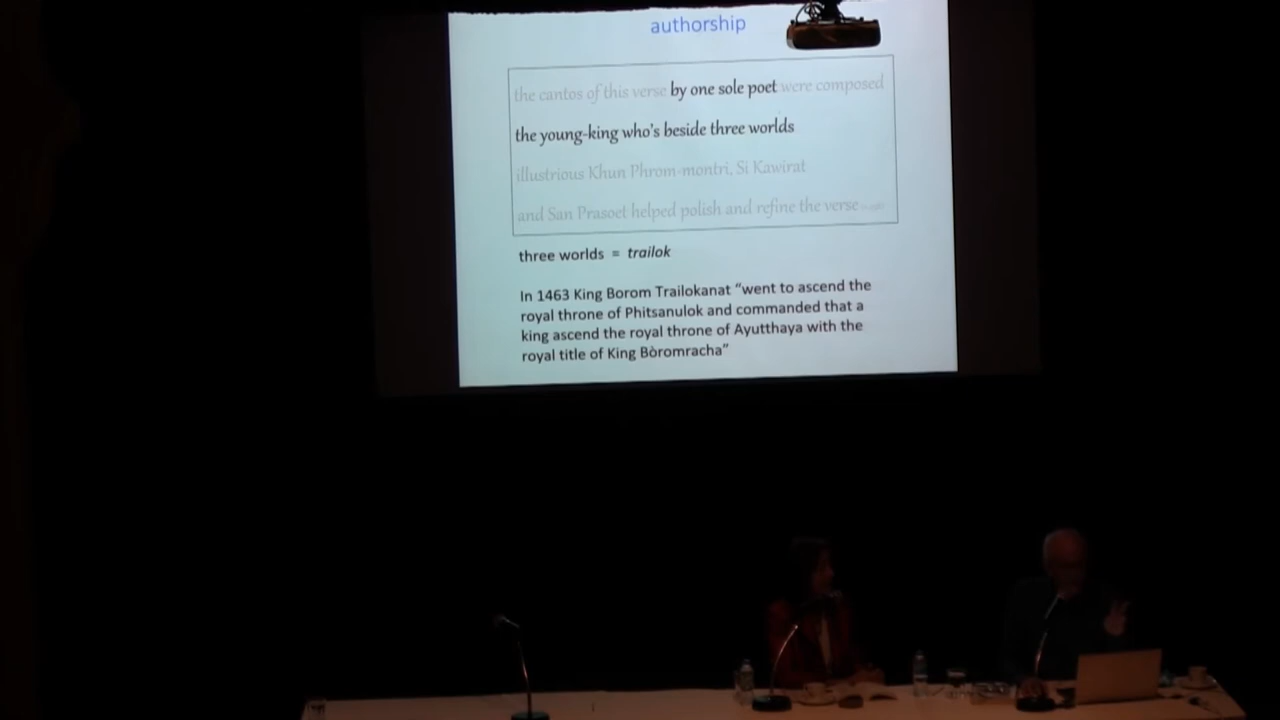 authorship
the cantos of this verse by one sole poet were composed
the young-king who's beside three worlds
illustrious Khun Phrom-montri, Si Kawirat
and San Prasoet helped polish and refine the verse
three worlds = trailok
In 1463 King Borom Trailokanat “went to ascend the
royal throne of Phitsanulok and commanded that a
king ascend the royal throne of Ayutthaya with the
royal title of King Bòromracha”